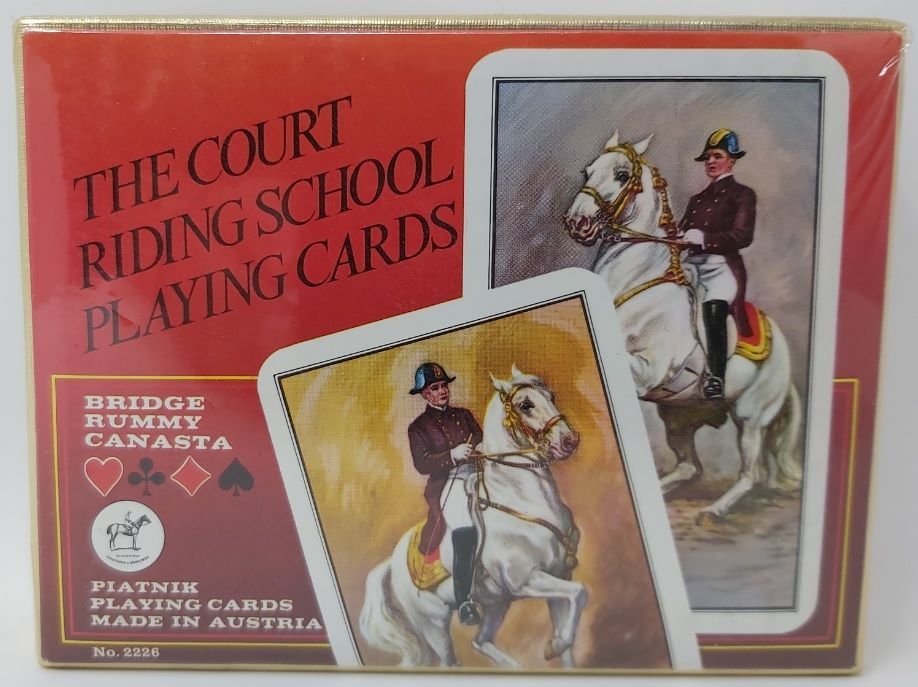 THE COURT
RIDING SCHOOL
PLAYING CARDS
BRIDGE
RUMMY
CANASTA
PIATNIK
PLAYING CARDS
MADE IN AUSTRIA
No. 2226